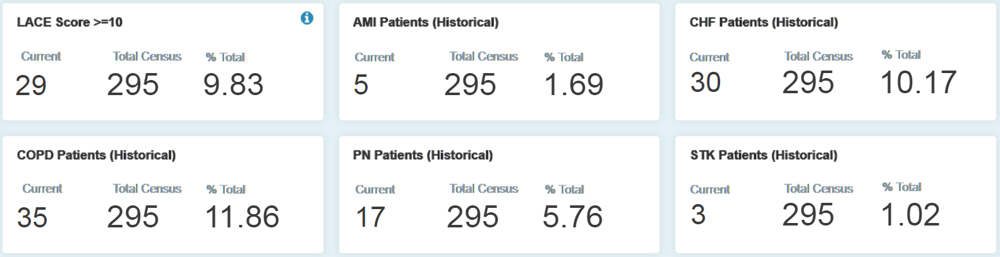 LACE Score >=10
Current Total Census % Total
29 295 9.83
AMI Patients (Historical)
Current Total Census % Total
5 295 1.69
CHF Patients (Historical)
Current Total Census % Total
30 295 10.17
COPD Patients (Historical)
Current Total Census % Total
35 295 11.86
PN Patients (Historical)
Current Total Census % Total
17 295 5.76
STK Patients (Historical)
Current Total Census % Total
3 295 1.02